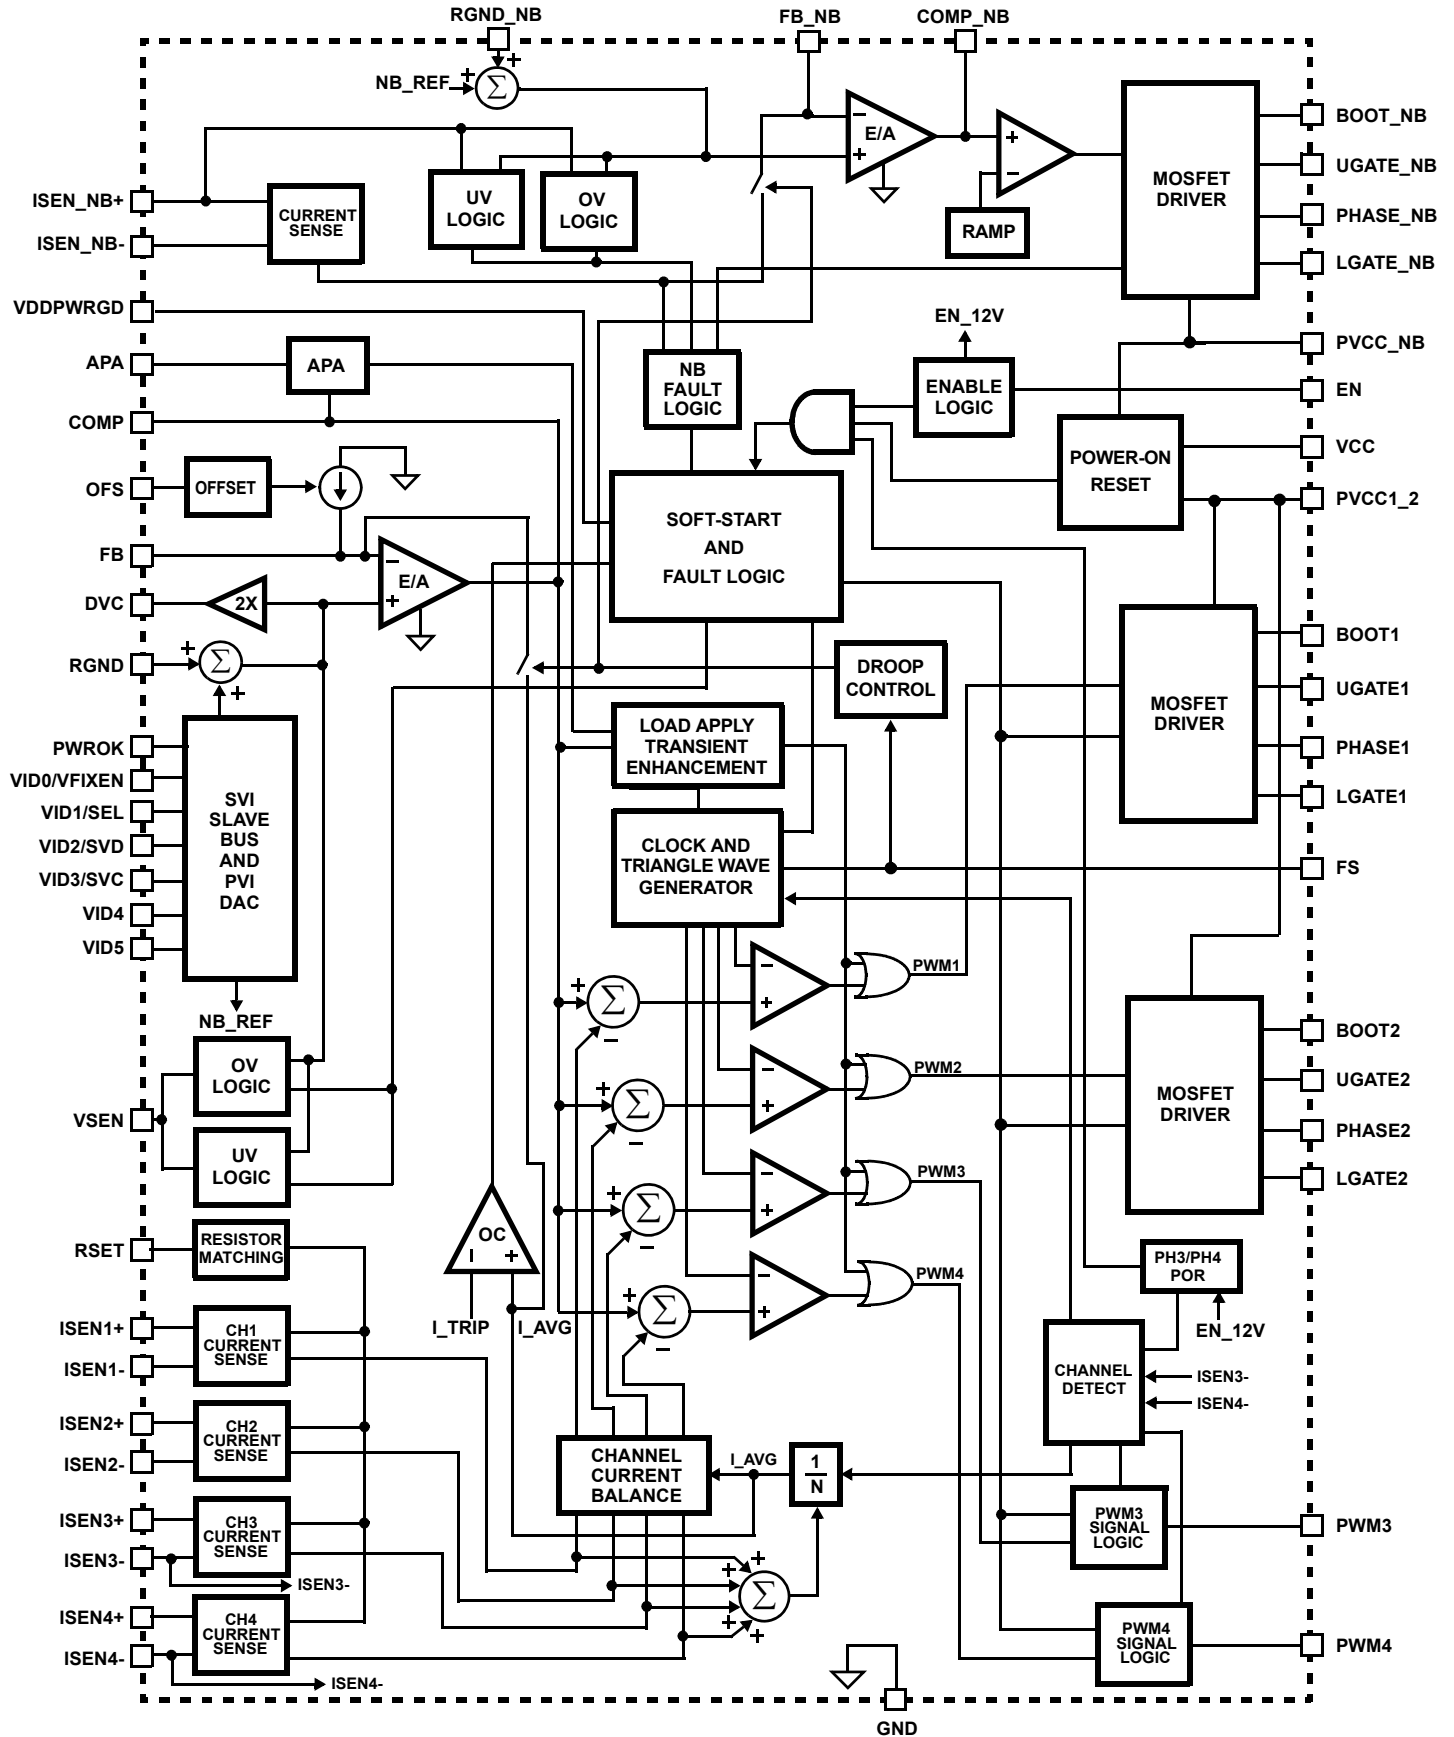 RGND_NB
FB_NB
COMP_NB
NB_REF
+
+
Σ
E/A
−
+
+
−
RAMP
MOSFET
DRIVER
BOOT_NB
UGATE_NB
PHASE_NB
LGATE_NB
ISEN_NB+
ISEN_NB-
CURRENT
SENSE
UV
LOGIC
OV
LOGIC
VDDPWRGD
APA
APA
COMP
NB
FAULT
LOGIC
EN_12V
ENABLE
LOGIC
PVCC_NB
EN
POWER-ON
RESET
VCC
PVCC1_2
OFS
OFFSET
FB
DVC
2X
−
E/A
+
SOFT-START
AND
FAULT LOGIC
RGND
+
Σ
+
DROOP
CONTROL
LOAD APPLY
TRANSIENT
ENHANCEMENT
CLOCK AND
TRIANGLE WAVE
GENERATOR
MOSFET
DRIVER
BOOT1
UGATE1
PHASE1
LGATE1
FS
PWROK
VID0/VFIXEN
VID1/SEL
VID2/SVD
VID3/SVC
VID4
VID5
SVI
SLAVE
BUS
AND
PVI
DAC
NB_REF
OV
LOGIC
VSEN
UV
LOGIC
+
Σ
−
−
+
PWM1
+
Σ
−
−
+
PWM2
+
Σ
−
−
+
PWM3
+
Σ
−
−
+
PWM4
MOSFET
DRIVER
BOOT2
UGATE2
PHASE2
LGATE2
RSET
RESISTOR
MATCHING
OC
−
+
I_TRIP
I_AVG
PH3/PH4
POR
EN_12V
CHANNEL
DETECT
ISEN3-
ISEN4-
ISEN1+
ISEN1-
CH1
CURRENT
SENSE
ISEN2+
ISEN2-
CH2
CURRENT
SENSE
ISEN3+
ISEN3-
CH3
CURRENT
SENSE
ISEN3-
ISEN4+
ISEN4-
CH4
CURRENT
SENSE
ISEN4-
CHANNEL
CURRENT
BALANCE
I_AVG
1
N
+
+
Σ
+
+
PWM3
SIGNAL
LOGIC
PWM3
PWM4
SIGNAL
LOGIC
PWM4
GND